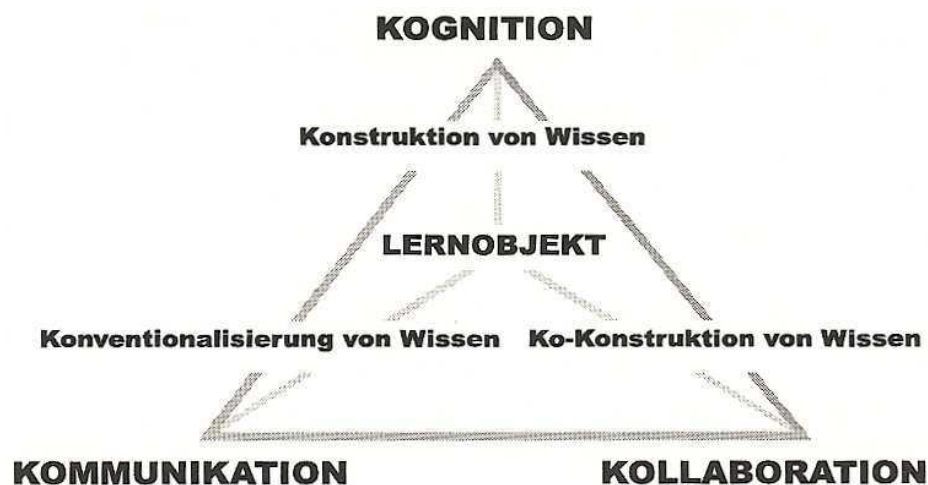 KOGNITION
Konstruktion von Wissen
LERNOBJEKT
Konventionalisierung von Wissen Ko-Konstruktion von Wissen
KOMMUNIKATION KOLLABORATION